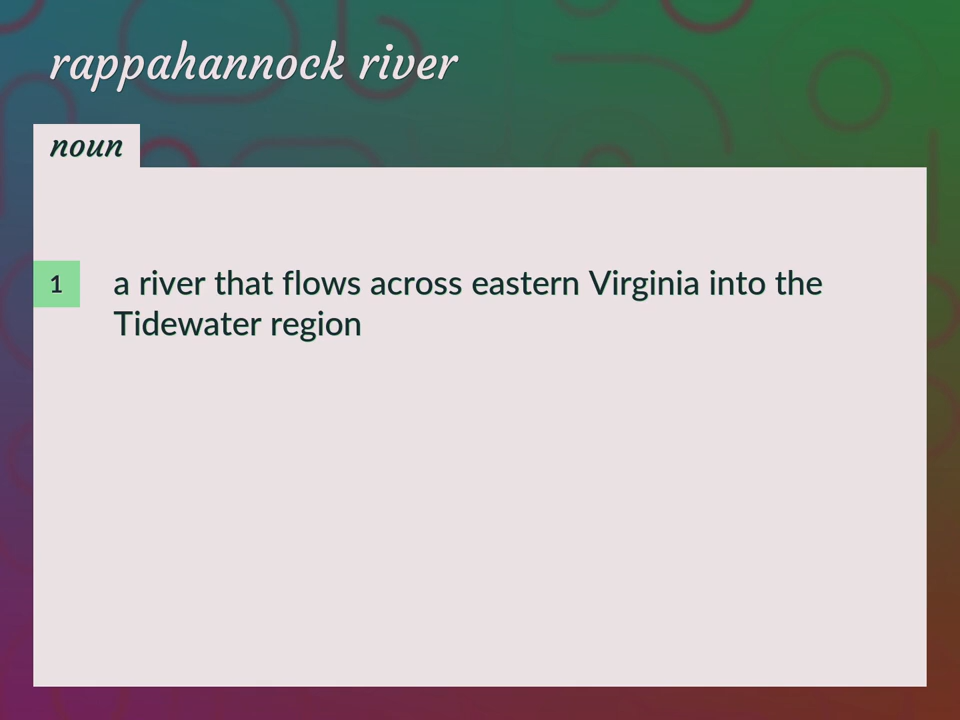 rappahannock river
noun
1 a river that flows across eastern Virginia into the
Tidewater region